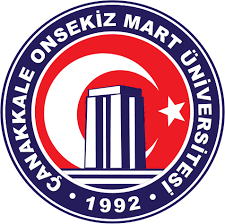 ÇANAKKALE ONSEKİZ MART ÜNİVERSİTESİ
• 1992 •